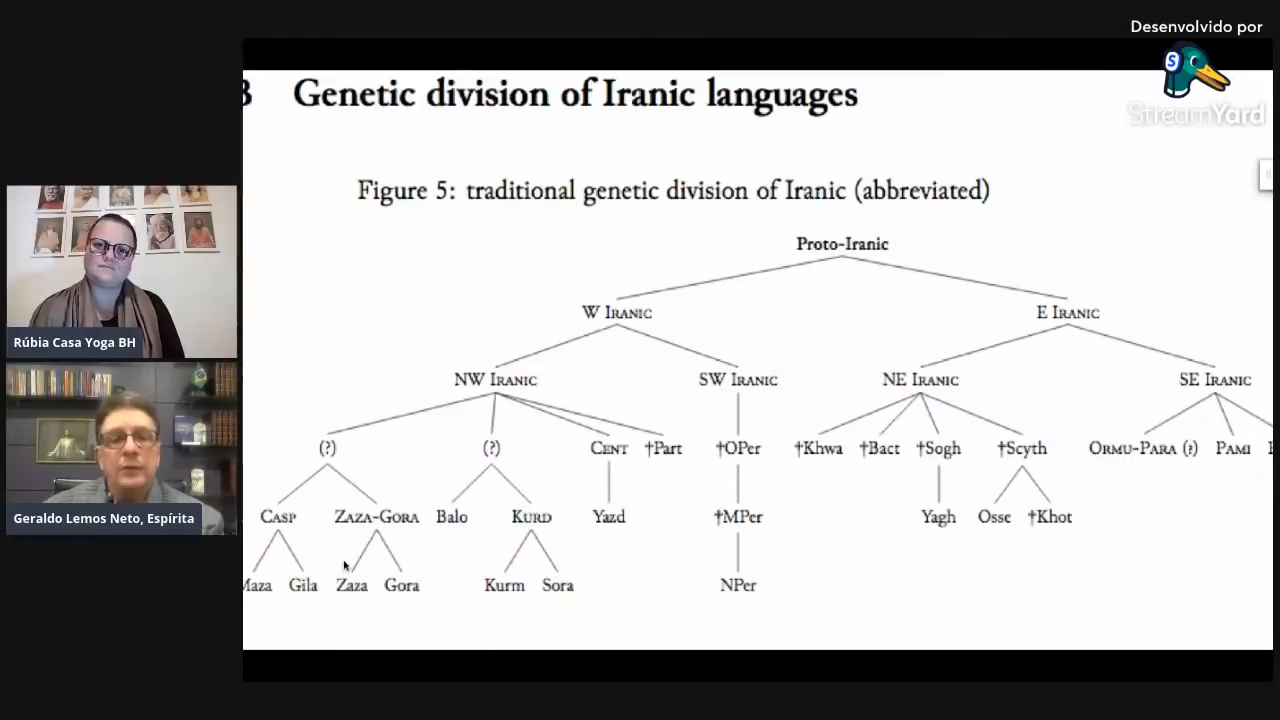 Desenvolvido por
S
StreamYard
3 Genetic division of Iranic languages
Figure 5: traditional genetic division of Iranic (abbreviated)
Proto-Iranic
W IRANIC E IRANIC
NW IRANIC SW IRANIC NE IRANIC SE IRANIC
(?) (?) CENT †Part †OPer †Khwa †Bact †Sogh †Scyth ORMU-PARA (?) PAMI
CASP ZAZA-GORA Balo KURD Yazd †MPer Yagh Osse †Khot
Maza Gila Zaza Gora Kurm Sora NPer
Rúbia Casa Yoga BH
Geraldo Lemos Neto, Espírita